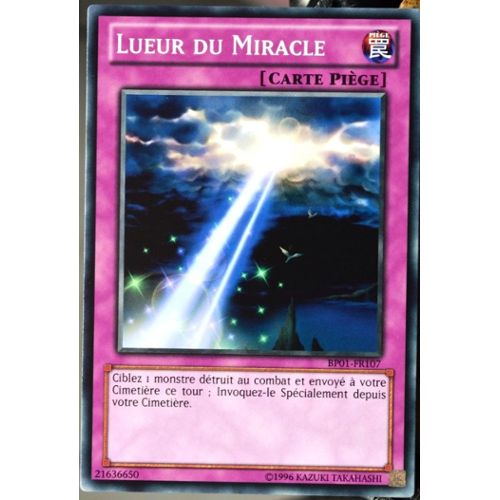 LUEUR DU MIRACLE
PIÈGE
罠
[CARTE PIÈGE]
BP01-FR107
Ciblez 1 monstre détruit au combat et envoyé à votre
Cimetière ce tour ; Invoquez-le Spécialement depuis
votre Cimetière.
21636650
©1996 KAZUKI TAKAHASHI